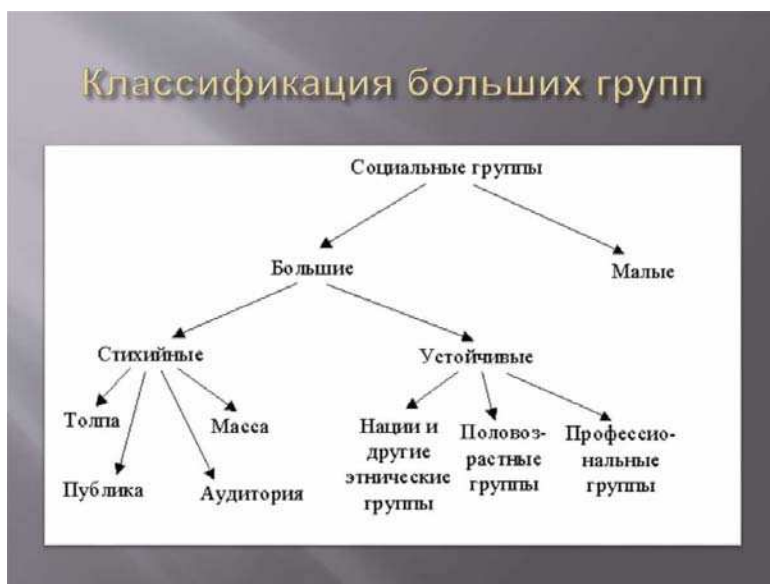 Классификация больших групп
Социальные группы
Большие
Малые
Стихийные
Устойчивые
Толпа
Масса
Публика
Аудитория
Нации и
другие
этнические
группы
Половоз-
растные
группы
Профессио-
нальные
группы